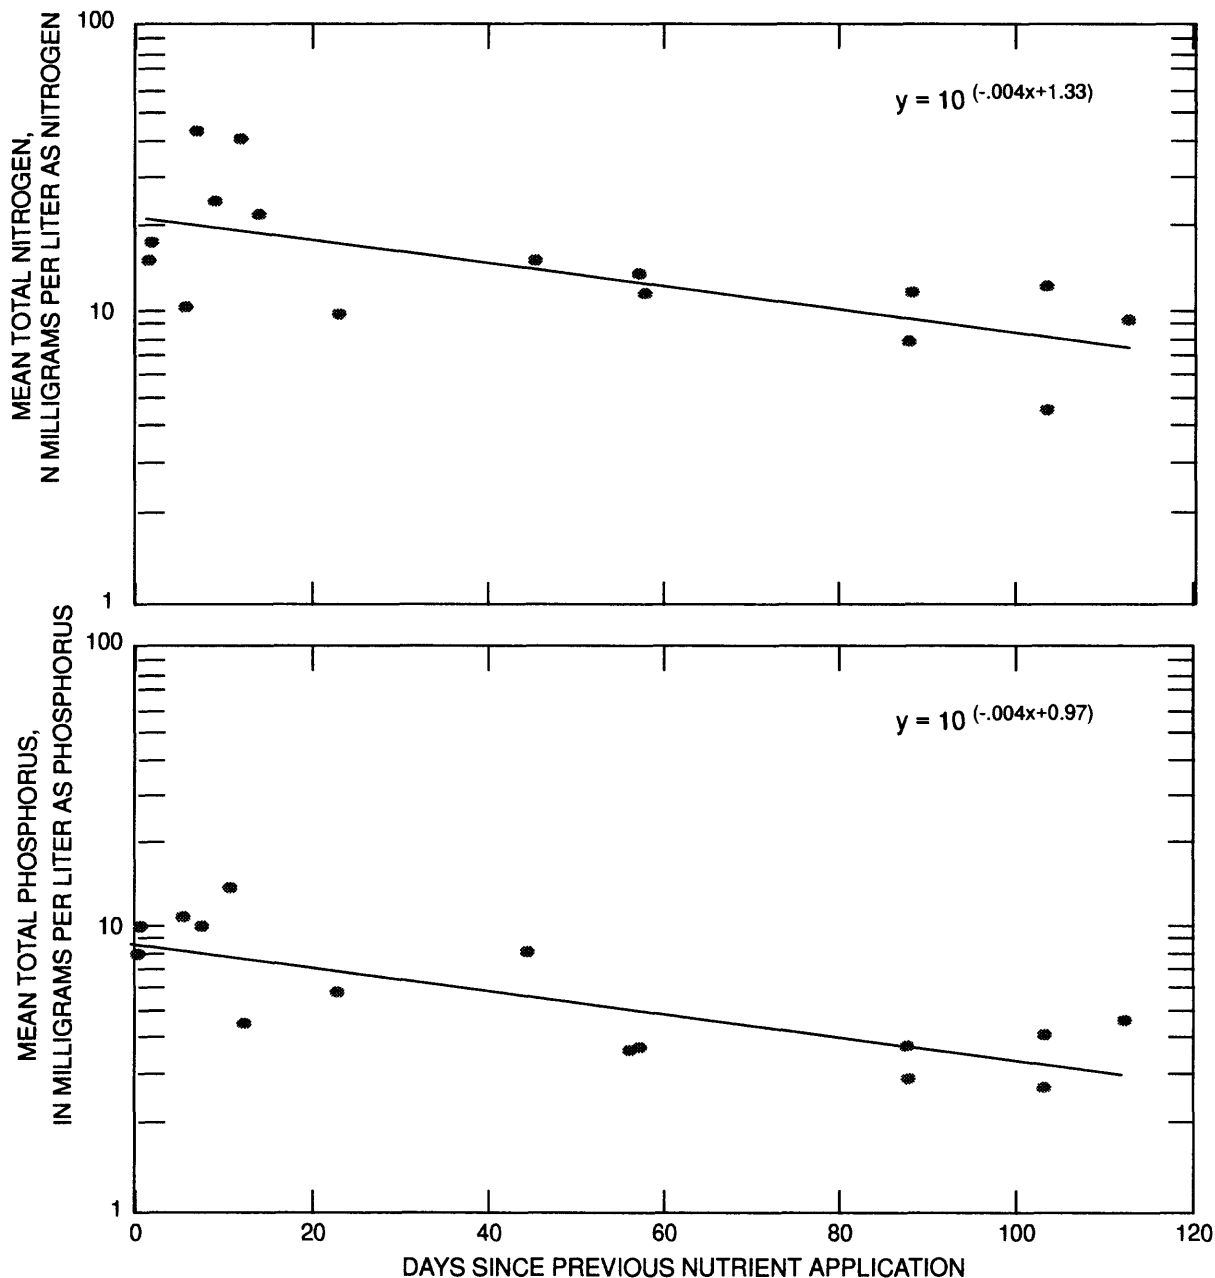 100
10
1
MEAN TOTAL NITROGEN,
N MILLIGRAMS PER LITER AS NITROGEN
y = 10 (-.004x+1.33)
100
10
1
MEAN TOTAL PHOSPHORUS,
IN MILLIGRAMS PER LITER AS PHOSPHORUS
y = 10 (-.004x+0.97)
0 20 40 60 80 100 120
DAYS SINCE PREVIOUS NUTRIENT APPLICATION